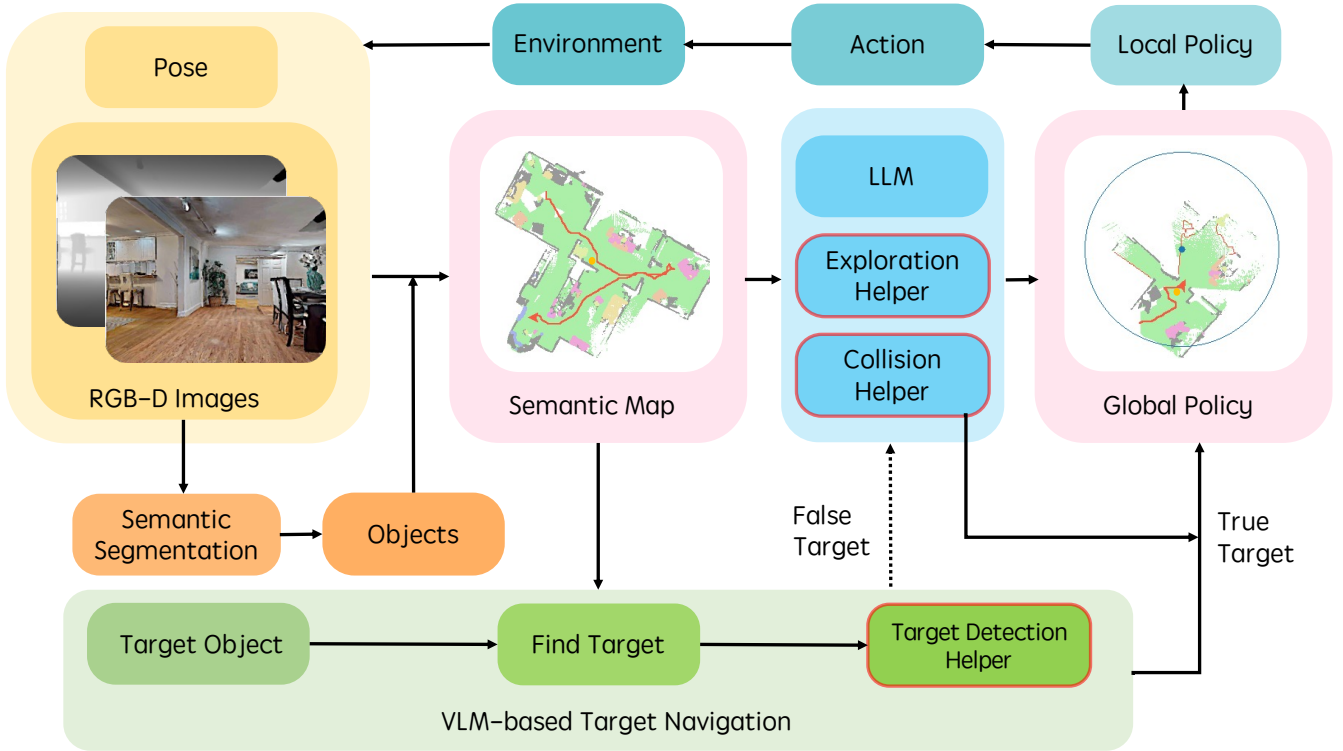 Pose
Environment
Action
Local Policy
LLM
Exploration
Helper
Collision
Helper
RGB-D Images
Semantic Map
Global Policy
Semantic
Segmentation
Objects
False
Target
True
Target
Target Object
Find Target
Target Detection
Helper
VLM-based Target Navigation